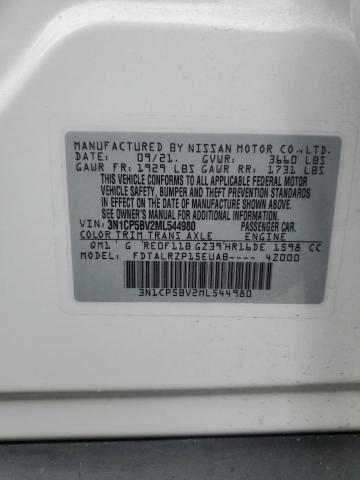 MANUFACTURED BY NISSAN MOTOR CO., LTD.
DATE: 09/21. GVWR: 3660 LBS
GAWR FR: 1929 LBS GAWR RR: 1731 LBS
THIS VEHICLE CONFORMS TO ALL APPLICABLE FEDERAL MOTOR
VEHICLE SAFETY, BUMPER AND THEFT PREVENTION STANDARDS
IN EFFECT ON THE DATE OF MANUFACTURE SHOWN ABOVE.
SEE OWNER'S MANUAL FOR ADDITIONAL INFORMATION.
VIN: 3N1CP5BV2ML544980
COLOR TRIM TRANS AXLE ENGINE
QM1' G 'RE0F11B GZ39'HR16DE 1598 CC
MODEL: FDTALRZP15EUAB---- 4Z000
3N1CP5BV2ML544980